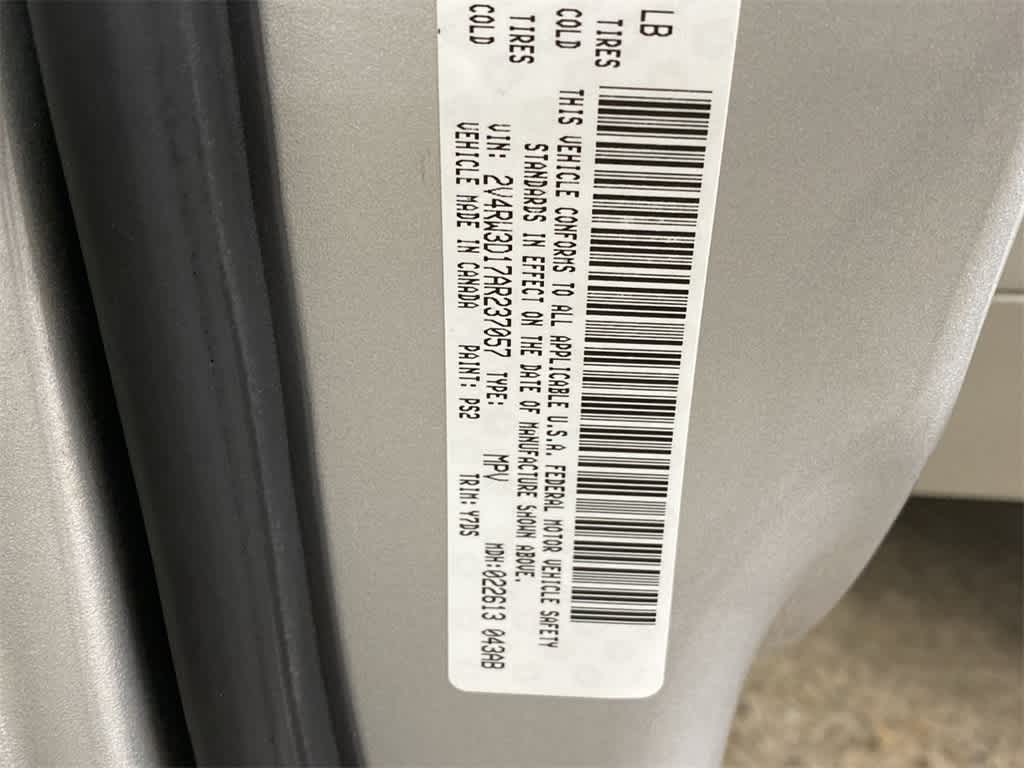 LB
TIRES COLD
TIRES COLD
THIS VEHICLE CONFORMS TO ALL APPLICABLE U.S.A. FEDERAL MOTOR VEHICLE SAFETY
STANDARDS IN EFFECT ON THE DATE OF MANUFACTURE SHOWN ABOVE.
VIN: 2V4RW3D17AR237057 TYPE: MPV MDH:022613 043AB
VEHICLE MADE IN CANADA PAINT: PS2 TRIM: Y7DS